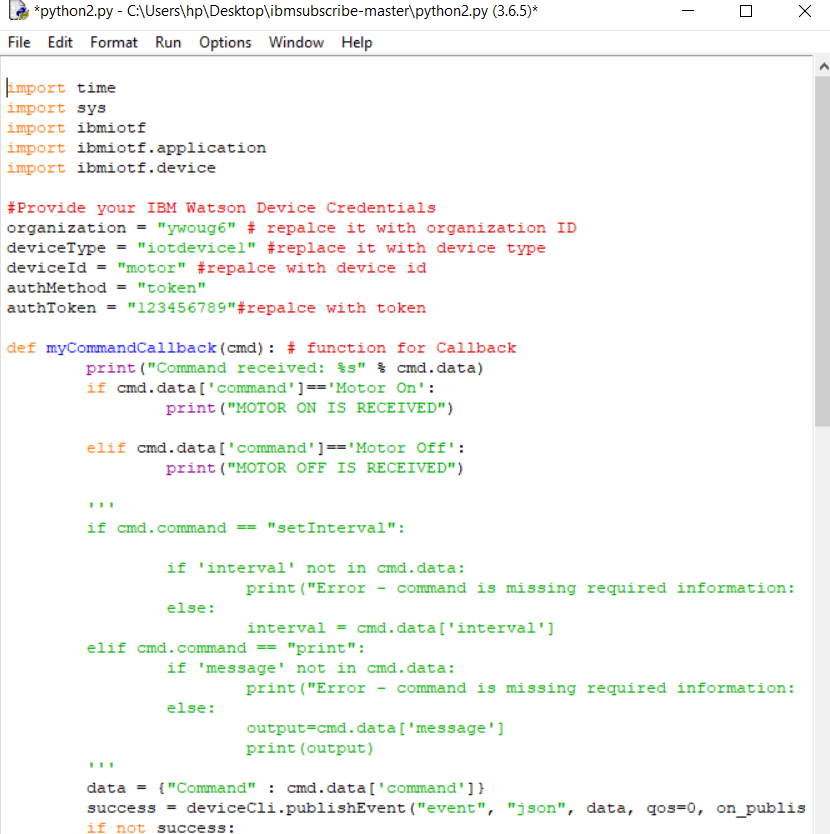 *python2.py - C:\Users\hp\Desktop\ibmsubscribe-master\python2.py (3.6.5)*
File Edit Format Run Options Window Help
import time
import sys
import ibmiotf
import ibmiotf.application
import ibmiotf.device
#Provide your IBM Watson Device Credentials
organization = "ywoug6" # repalce it with organization ID
deviceType = "iotdevice1" #replace it with device type
deviceId = "motor" #repalce with device id
authMethod = "token"
authToken = "123456789"#repalce with token
def myCommandCallback(cmd): # function for Callback
        print("Command received: %s" % cmd.data)
        if cmd.data['command']=='Motor On':
                print("MOTOR ON IS RECEIVED")
        elif cmd.data['command']=='Motor Off':
                print("MOTOR OFF IS RECEIVED")
        '''
        if cmd.command == "setInterval":
                if 'interval' not in cmd.data:
                        print("Error - command is missing required information:
                else:
                        interval = cmd.data['interval']
        elif cmd.command == "print":
                if 'message' not in cmd.data:
                        print("Error - command is missing required information:
                else:
                        output=cmd.data['message']
                        print(output)
        '''
        data = {"Command" : cmd.data['command']}
        success = deviceCli.publishEvent("event", "json", data, qos=0, on_publis
        if not success: